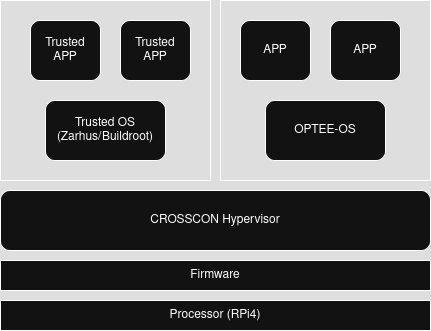 Trusted
APP
Trusted
APP
APP
APP
Trusted OS
(Zarhus/Buildroot)
OPTEE-OS
CROSSCON Hypervisor
Firmware
Processor (RPi4)